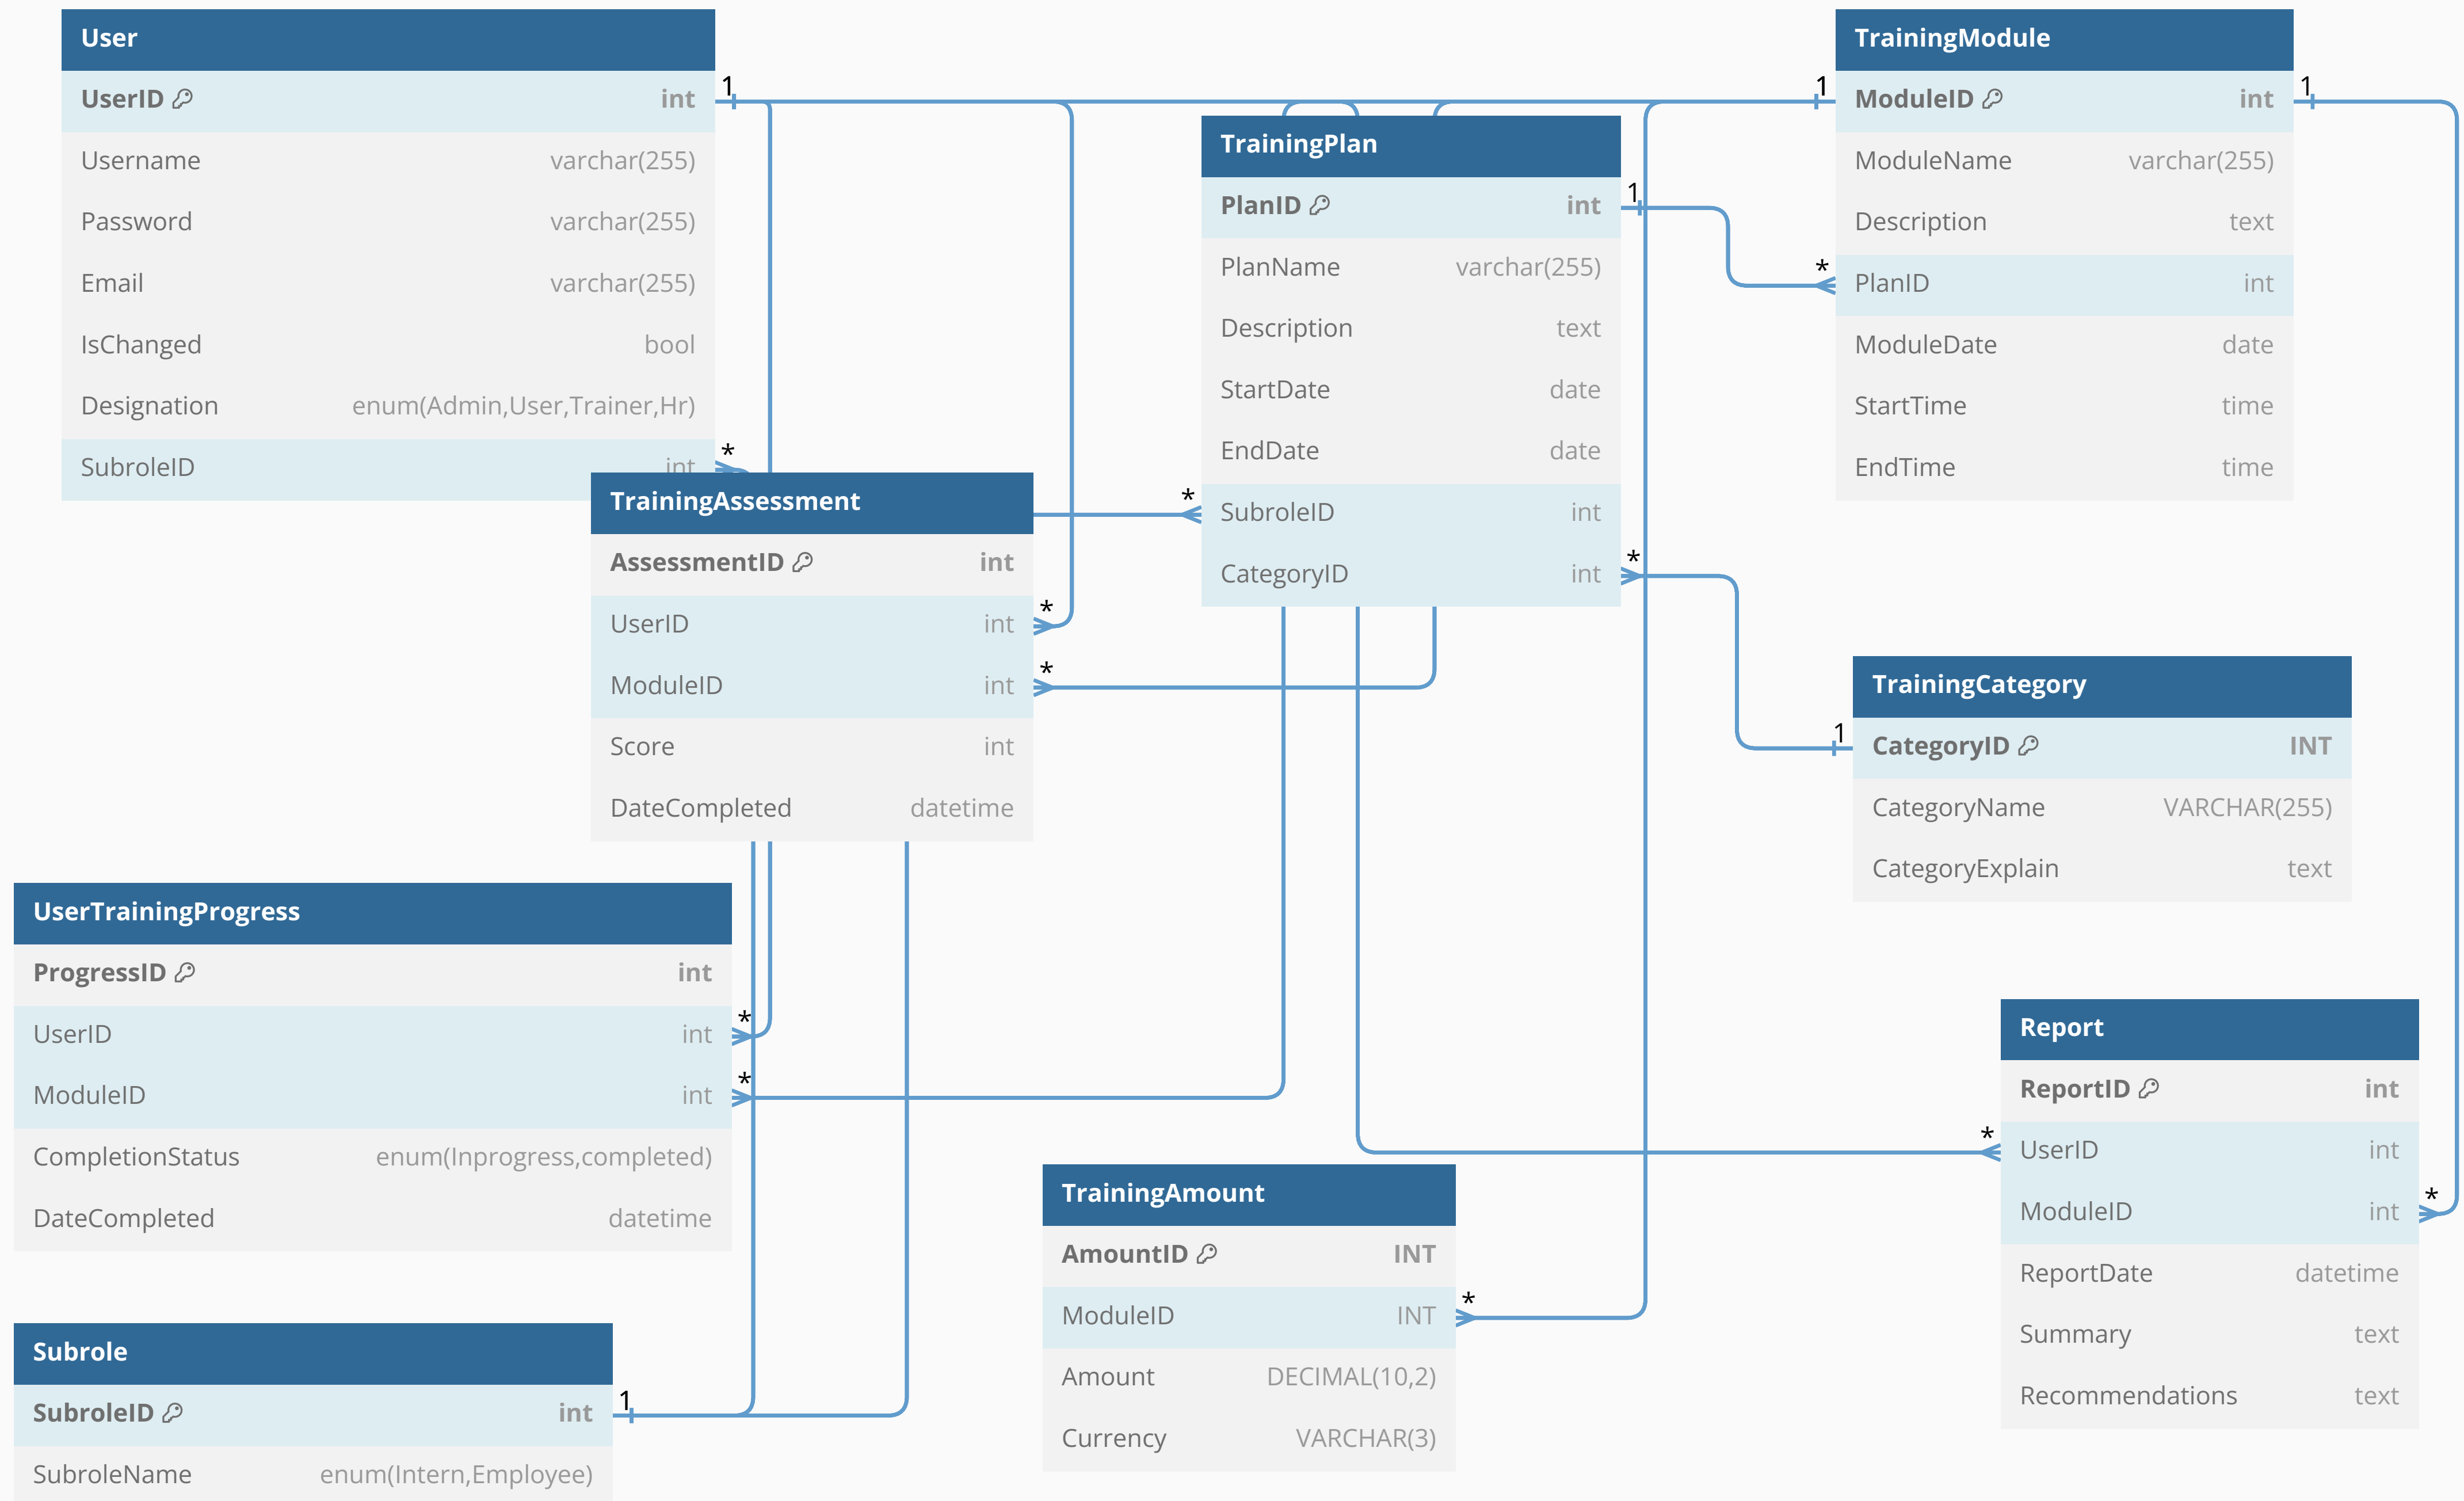 User
UserID int
Username varchar(255)
Password varchar(255)
Email varchar(255)
IsChanged bool
Designation enum(Admin,User,Trainer,Hr)
SubroleID int
1
*
TrainingModule
ModuleID int
ModuleName varchar(255)
Description text
PlanID int
ModuleDate date
StartTime time
EndTime time
1
1
*
TrainingPlan
PlanID int
PlanName varchar(255)
Description text
StartDate date
EndDate date
SubroleID int
CategoryID int
1
*
*
TrainingAssessment
AssessmentID int
UserID int
ModuleID int
Score int
DateCompleted datetime
*
*
TrainingCategory
CategoryID INT
CategoryName VARCHAR(255)
CategoryExplain text
1
UserTrainingProgress
ProgressID int
UserID int
ModuleID int
CompletionStatus enum(Inprogress,completed)
DateCompleted datetime
*
*
Report
ReportID int
UserID int
ModuleID int
ReportDate datetime
Summary text
Recommendations text
*
*
TrainingAmount
AmountID INT
ModuleID INT
Amount DECIMAL(10,2)
Currency VARCHAR(3)
*
Subrole
SubroleID int
SubroleName enum(Intern,Employee)
1